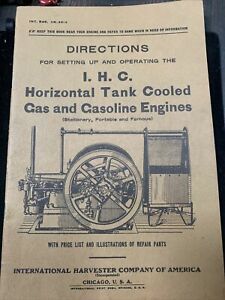 KEEP THIS BOOK NEAR YOUR ENGINE AND REFER TO SAME WHEN IN NEED OF INFORMATION
DIRECTIONS
FOR SETTING UP AND OPERATING THE
I. H. C.
Horizontal Tank Cooled
Gas and Gasoline Engines
(Stationary, Portable and Famous)
WITH PRICE LIST AND ILLUSTRATIONS OF REPAIR PARTS
INTERNATIONAL HARVESTER COMPANY OF AMERICA
(Incorporated)
CHICAGO, U. S. A.